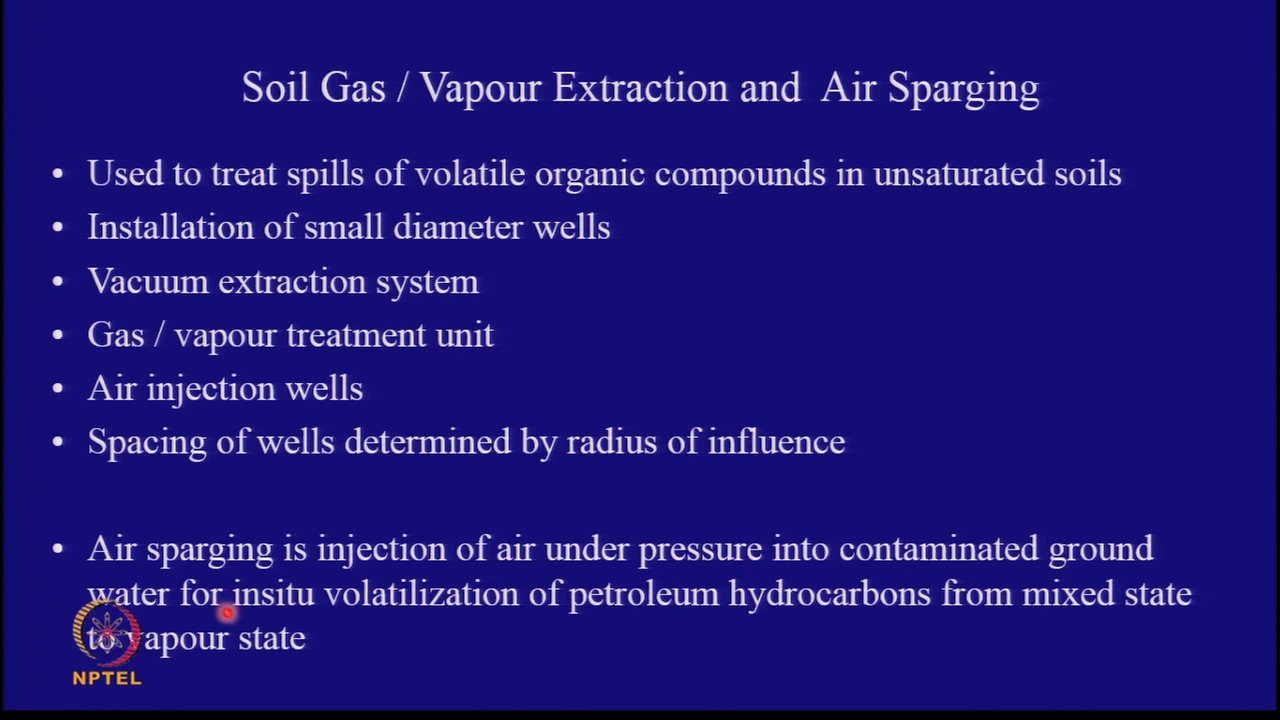 Soil Gas / Vapour Extraction and Air Sparging
• Used to treat spills of volatile organic compounds in unsaturated soils
• Installation of small diameter wells
• Vacuum extraction system
• Gas / vapour treatment unit
• Air injection wells
• Spacing of wells determined by radius of influence
• Air sparging is injection of air under pressure into contaminated ground
water for insitu volatilization of petroleum hydrocarbons from mixed state
to vapour state
NPTEL